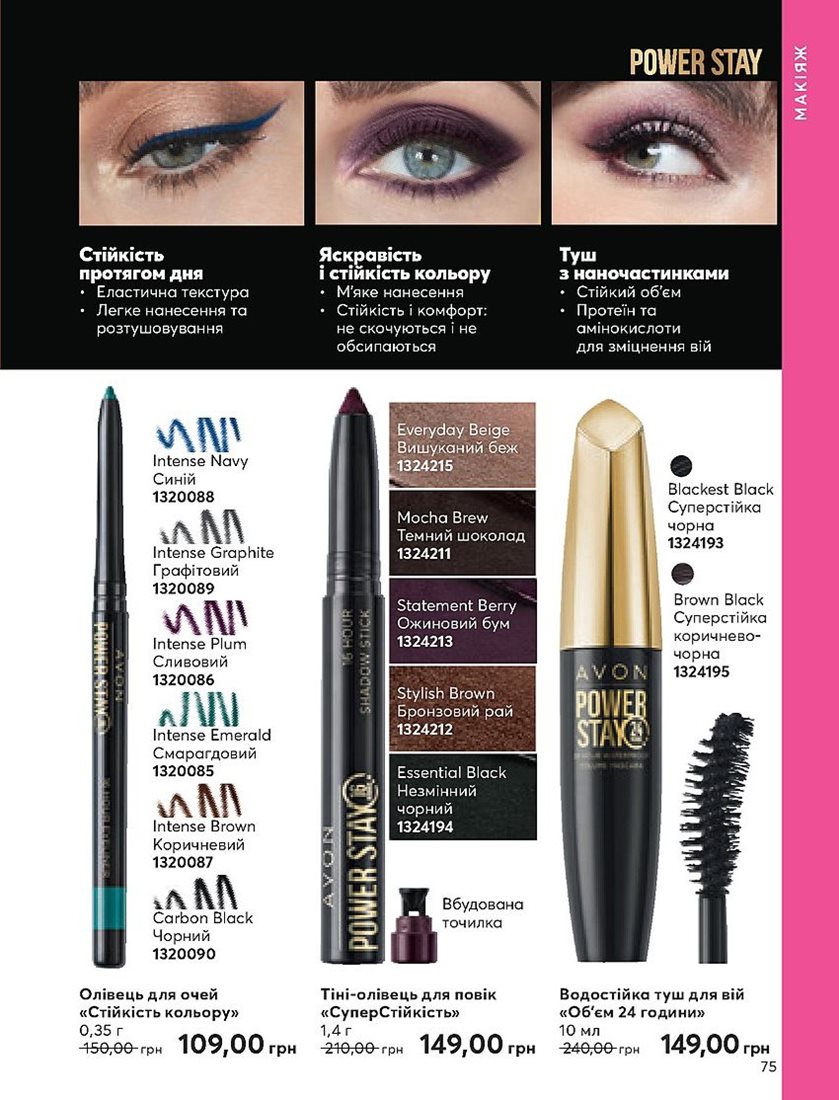 POWER STAY
МАКІЯЖ
Стійкість
протягом дня
• Еластична текстура
• Легке нанесення та
розтушовування
Яскравість
і стійкість кольору
• М'яке нанесення
• Стійкість і комфорт:
не скочуються і не
обсипаються
Туш
з наночастинками
• Стійкий об'єм
• Протеїн та
амінокислоти
для зміцнення вій
Intense Navy
Синій
1320088
Intense Graphite
Графітовий
1320089
Intense Plum
Сливовий
1320086
Intense Emerald
Смарагдовий
1320085
Intense Brown
Коричневий
1320087
Carbon Black
Чорний
1320090
AVON
POWER STAY
Олівець для очей
«Стійкість кольору»
0,35 г
150,00 грн 109,00 грн
Everyday Beige
Вишуканий беж
1324215
Mocha Brew
Темний шоколад
1324211
Statement Berry
Ожиновий бум
1324213
Stylish Brown
Бронзовий рай
1324212
Essential Black
Незмінний
чорний
1324194
16 HOUR
SHADOW STICK
AVON
POWER STAY 16
Вбудована
точилка
Тіні-олівець для повік
«СуперСтійкість»
1,4 г
210,00 грн 149,00 грн
Blackest Black
Суперстійка
чорна
1324193
Brown Black
Суперстійка
коричнево-
чорна
1324195
AVON
POWER
STAY 24
Водостійка туш для вій
«Об'єм 24 години»
10 мл
240,00 грн 149,00 грн
75